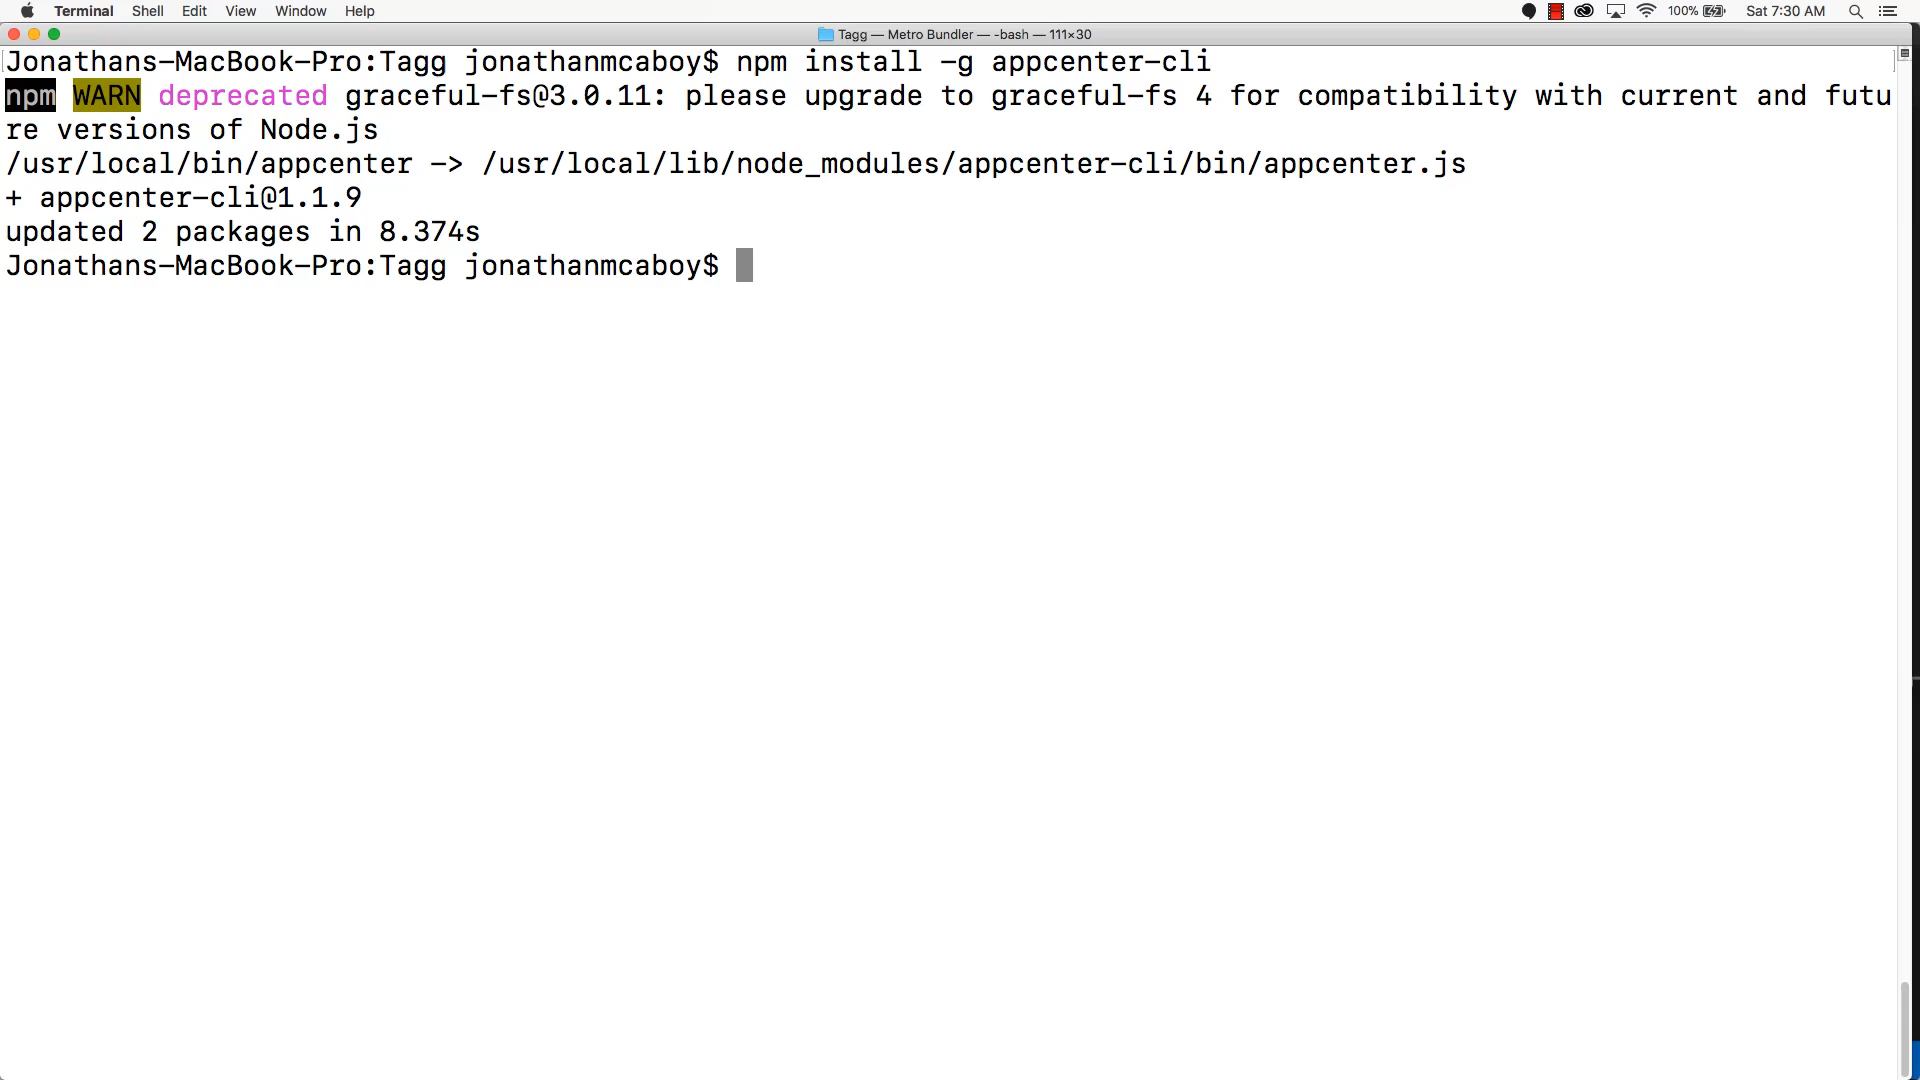 Terminal Shell Edit View Window Help 100% Sat 7:30 AM
Tagg — Metro Bundler — -bash — 111×30
Jonathans-MacBook-Pro:Tagg jonathanmcaboy$ npm install -g appcenter-cli
npm WARN deprecated graceful-fs@3.0.11: please upgrade to graceful-fs 4 for compatibility with current and futu
re versions of Node.js
/usr/local/bin/appcenter -> /usr/local/lib/node_modules/appcenter-cli/bin/appcenter.js
+ appcenter-cli@1.1.9
updated 2 packages in 8.374s
Jonathans-MacBook-Pro:Tagg jonathanmcaboy$